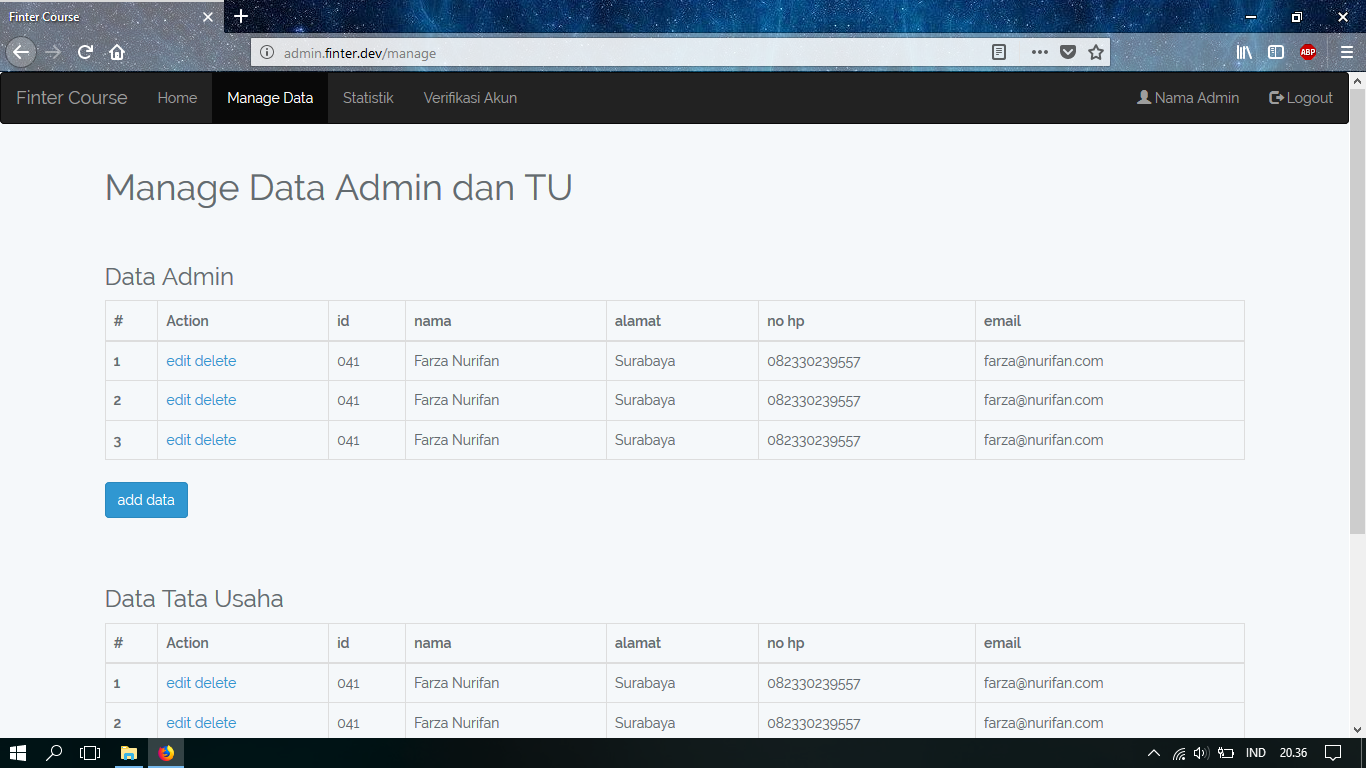 Finter Course
admin.finter.dev/manage
ABP
Finter Course Home Manage Data Statistik Verifikasi Akun Nama Admin Logout
Manage Data Admin dan TU
Data Admin
# Action id nama alamat no hp email
1 edit delete 041 Farza Nurifan Surabaya 082330239557 farza@nurifan.com
2 edit delete 041 Farza Nurifan Surabaya 082330239557 farza@nurifan.com
3 edit delete 041 Farza Nurifan Surabaya 082330239557 farza@nurifan.com
add data
Data Tata Usaha
# Action id nama alamat no hp email
1 edit delete 041 Farza Nurifan Surabaya 082330239557 farza@nurifan.com
2 edit delete 041 Farza Nurifan Surabaya 082330239557 farza@nurifan.com
IND 20.36